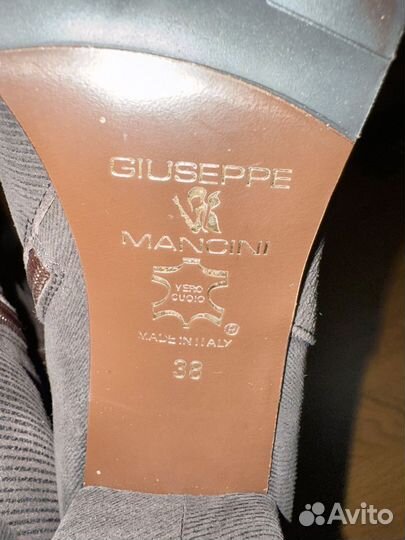 GIUSEPPE
MANCINI
VERO
CUOIO
®
MADE IN ITALY
38
Avito